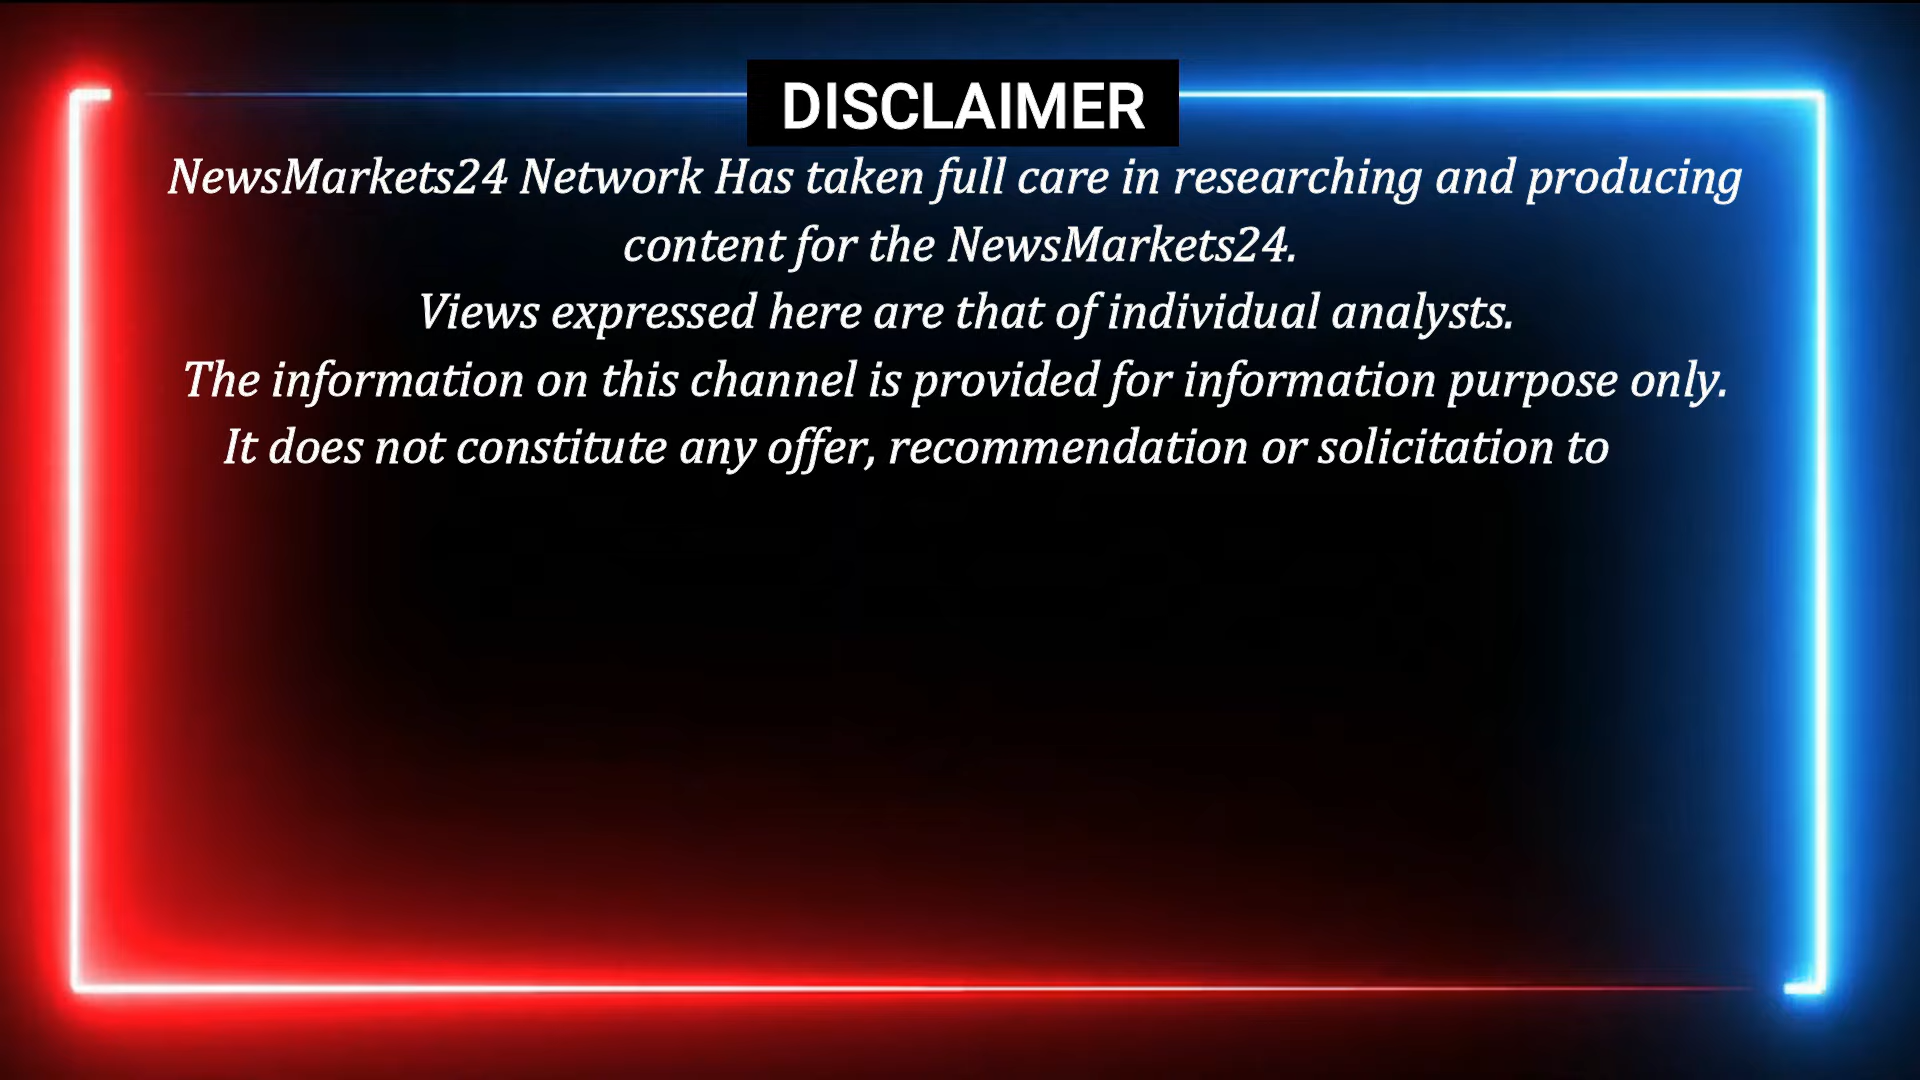 DISCLAIMER
NewsMarkets24 Network Has taken full care in researching and producing
content for the NewsMarkets24.
Views expressed here are that of individual analysts.
The information on this channel is provided for information purpose only.
It does not constitute any offer, recommendation or solicitation to